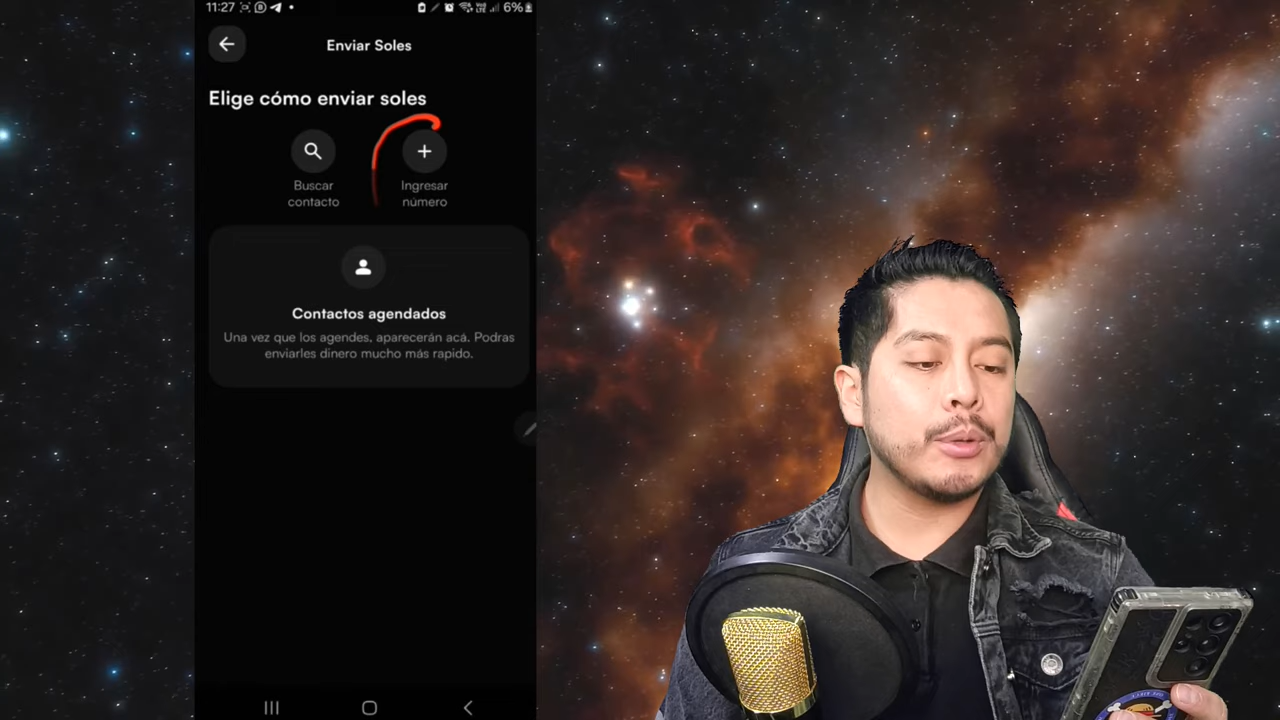 11:27
6%
Enviar Soles
Elige cómo enviar soles
Buscar
contacto
Ingresar
número
Contactos agendados
Una vez que los agendes, aparecerán acá. Podras
enviarles dinero mucho más rapido.